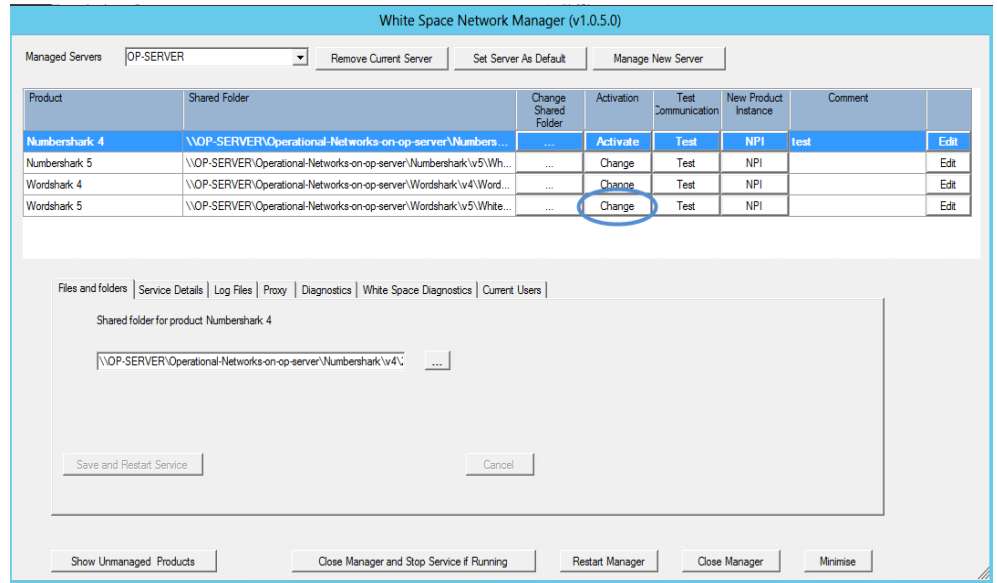 White Space Network Manager (v1.0.5.0)
Managed Servers OP-SERVER Remove Current Server Set Server As Default Manage New Server
Product Shared Folder Change Shared Folder Activation Test Communication New Product Instance Comment
Numbershark 4 \\OP-SERVER\Operational-Networks-on-op-server\Numbers... ... Activate Test NPI test Edit
Numbershark 5 \\OP-SERVER\Operational-Networks-on-op-server\Numbershark\v5\Wh... ... Change Test NPI Edit
Wordshark 4 \\OP-SERVER\Operational-Networks-on-op-server\Wordshark\v4\Word... ... Change Test NPI Edit
Wordshark 5 \\OP-SERVER\Operational-Networks-on-op-server\Wordshark\v5\White... ... Change Test NPI Edit
Files and folders Service Details Log Files Proxy Diagnostics White Space Diagnostics Current Users
Shared folder for product Numbershark 4
\\OP-SERVER\Operational-Networks-on-op-server\Numbershark\v4\ ...
Save and Restart Service Cancel
Show Unmanaged Products Close Manager and Stop Service if Running Restart Manager Close Manager Minimise